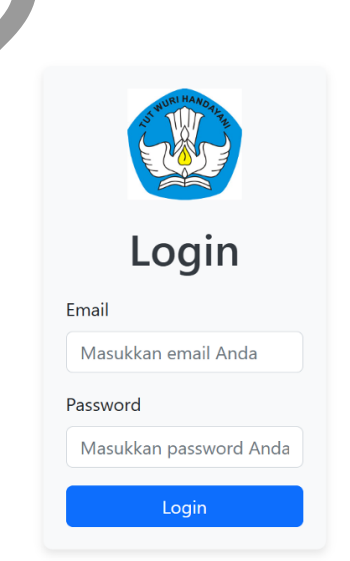 TUT WURI HANDAYANI
Login
Email
Masukkan email Anda
Password
Masukkan password Anda
Login